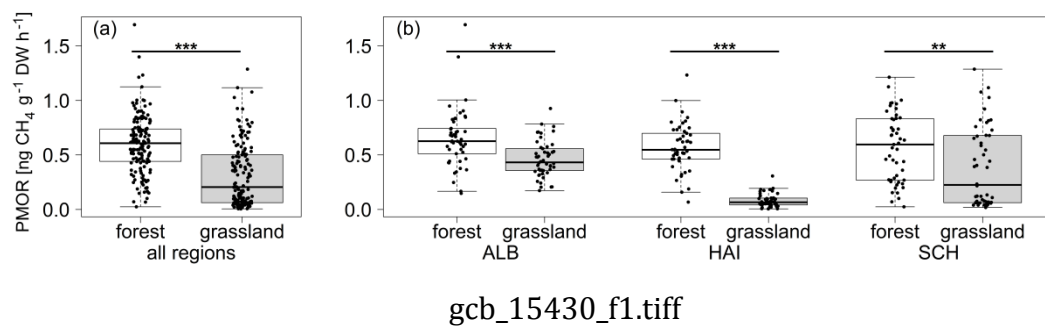 (a)
***
PMOR [ng CH₄ g⁻¹ DW h⁻¹]
1.5
1.0
0.5
0.0
forest grassland
all regions
(b)
*** *** **
1.5
1.0
0.5
0.0
forest grassland forest grassland forest grassland
ALB HAI SCH
gcb_15430_f1.tiff